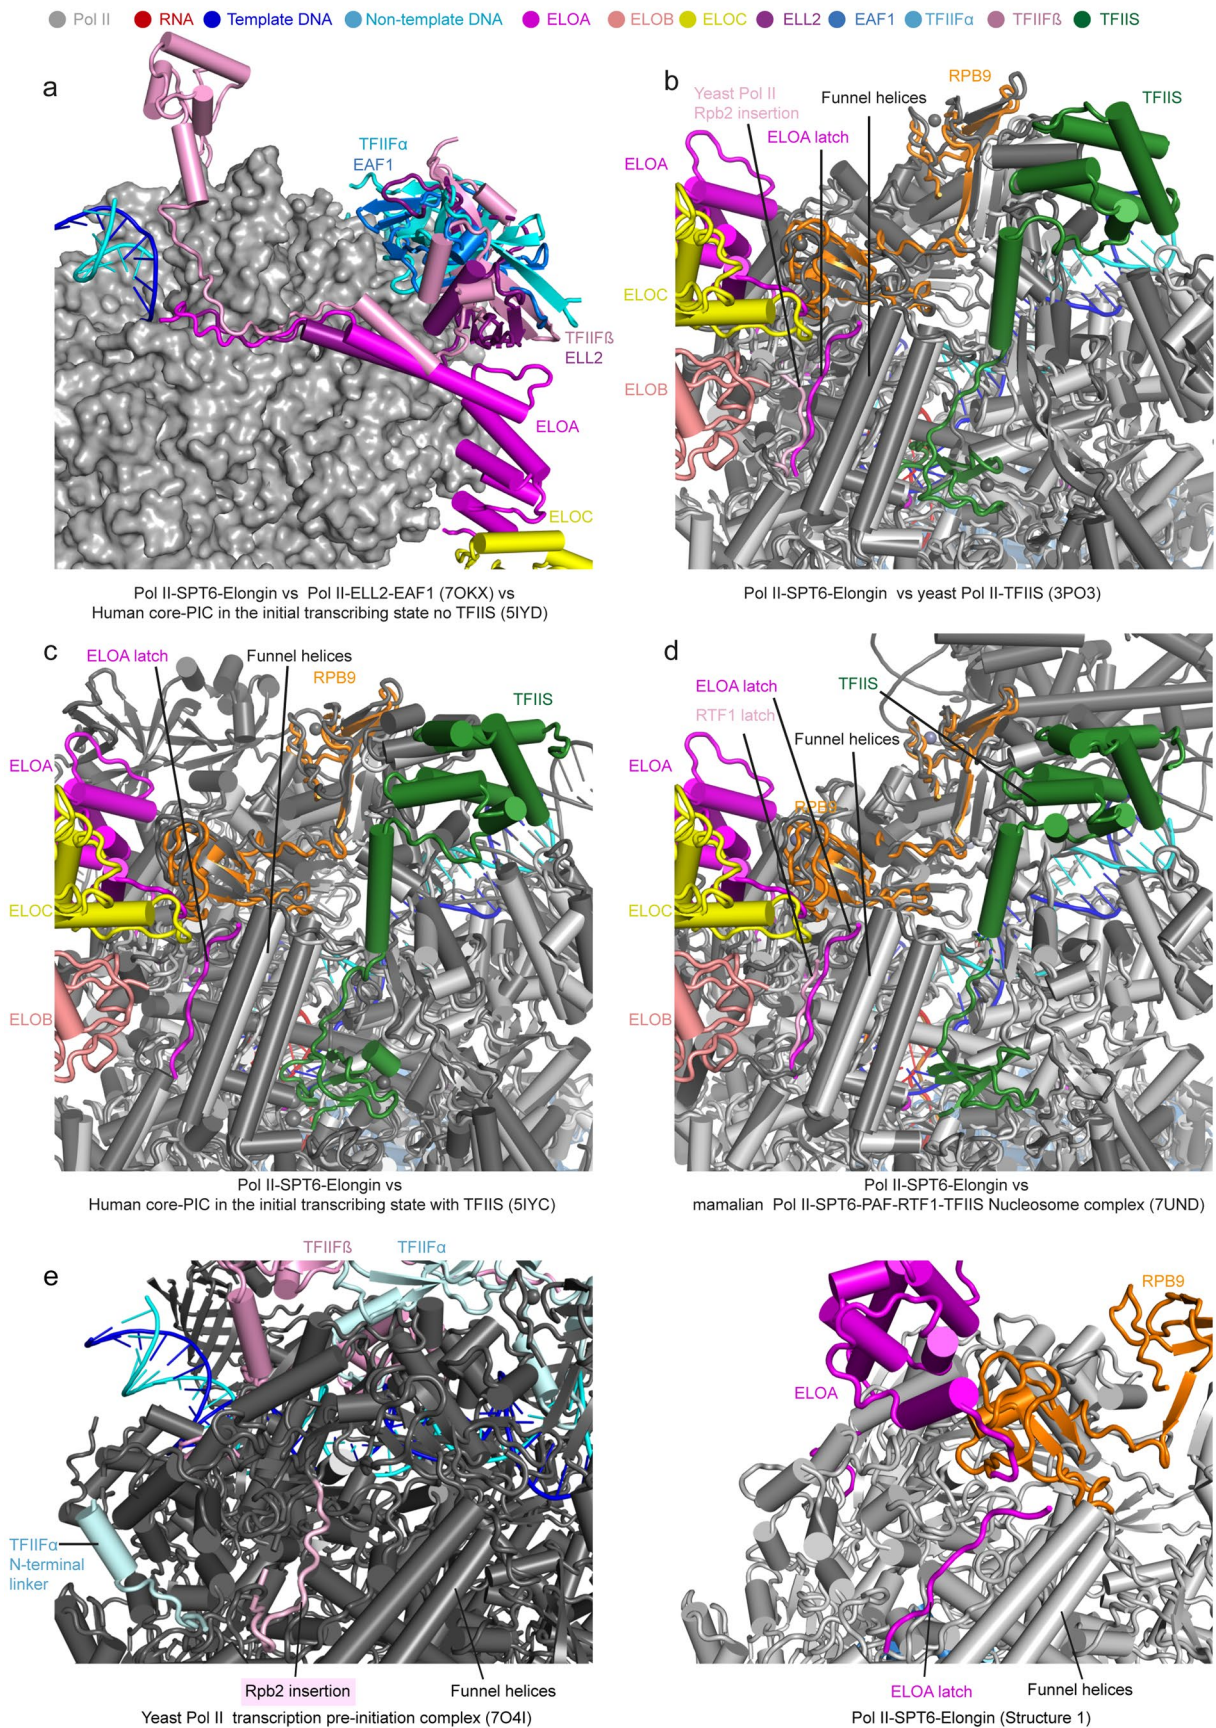 Pol II RNA Template DNA Non-template DNA ELOA ELOB ELOC ELL2 EAF1 TFIIFα TFIIFß TFIIS
a
TFIIFα
EAF1
TFIIFß
ELL2
ELOA
ELOC
Pol II-SPT6-Elongin vs Pol II-ELL2-EAF1 (7OKX) vs
Human core-PIC in the initial transcribing state no TFIIS (5IYD)
b
RPB9
Yeast Pol II
Rpb2 insertion
Funnel helices
TFIIS
ELOA latch
ELOA
ELOC
ELOB
Pol II-SPT6-Elongin vs yeast Pol II-TFIIS (3PO3)
c
ELOA latch
Funnel helices
RPB9
TFIIS
ELOA
ELOC
ELOB
Pol II-SPT6-Elongin vs
Human core-PIC in the initial transcribing state with TFIIS (5IYC)
d
ELOA latch
TFIIS
RTF1 latch
Funnel helices
ELOA
RPB9
ELOC
ELOB
Pol II-SPT6-Elongin vs
mamalian Pol II-SPT6-PAF-RTF1-TFIIS Nucleosome complex (7UND)
e
TFIIFß
TFIIFα
TFIIFα
N-terminal
linker
Rpb2 insertion
Funnel helices
Yeast Pol II transcription pre-initiation complex (7O4I)
RPB9
ELOA
ELOA latch
Funnel helices
Pol II-SPT6-Elongin (Structure 1)